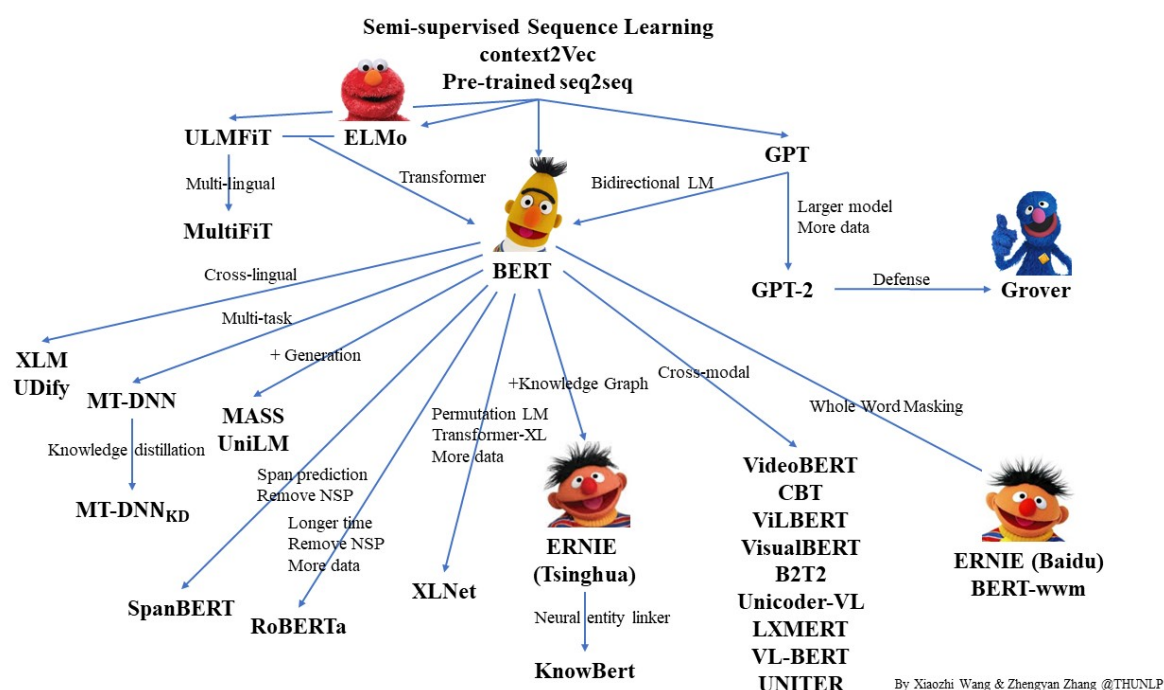 Semi-supervised Sequence Learning
context2Vec
Pre-trained seq2seq
ULMFiT
ELMo
GPT
Multi-lingual
Transformer
Bidirectional LM
Larger model
More data
MultiFiT
BERT
GPT-2
Defense
Grover
Cross-lingual
Multi-task
+ Generation
+Knowledge Graph
Cross-modal
Whole Word Masking
XLM
UDify
MT-DNN
MASS
UniLM
Knowledge distillation
MT-DNNKD
Span prediction
Remove NSP
Longer time
Remove NSP
More data
Permutation LM
Transformer-XL
More data
SpanBERT
RoBERTa
XLNet
ERNIE
(Tsinghua)
Neural entity linker
KnowBert
VideoBERT
CBT
ViLBERT
VisualBERT
B2T2
Unicoder-VL
LXMERT
VL-BERT
UNITER
ERNIE (Baidu)
BERT-wwm
By Xiaozhi Wang & Zhengyan Zhang @THUNLP